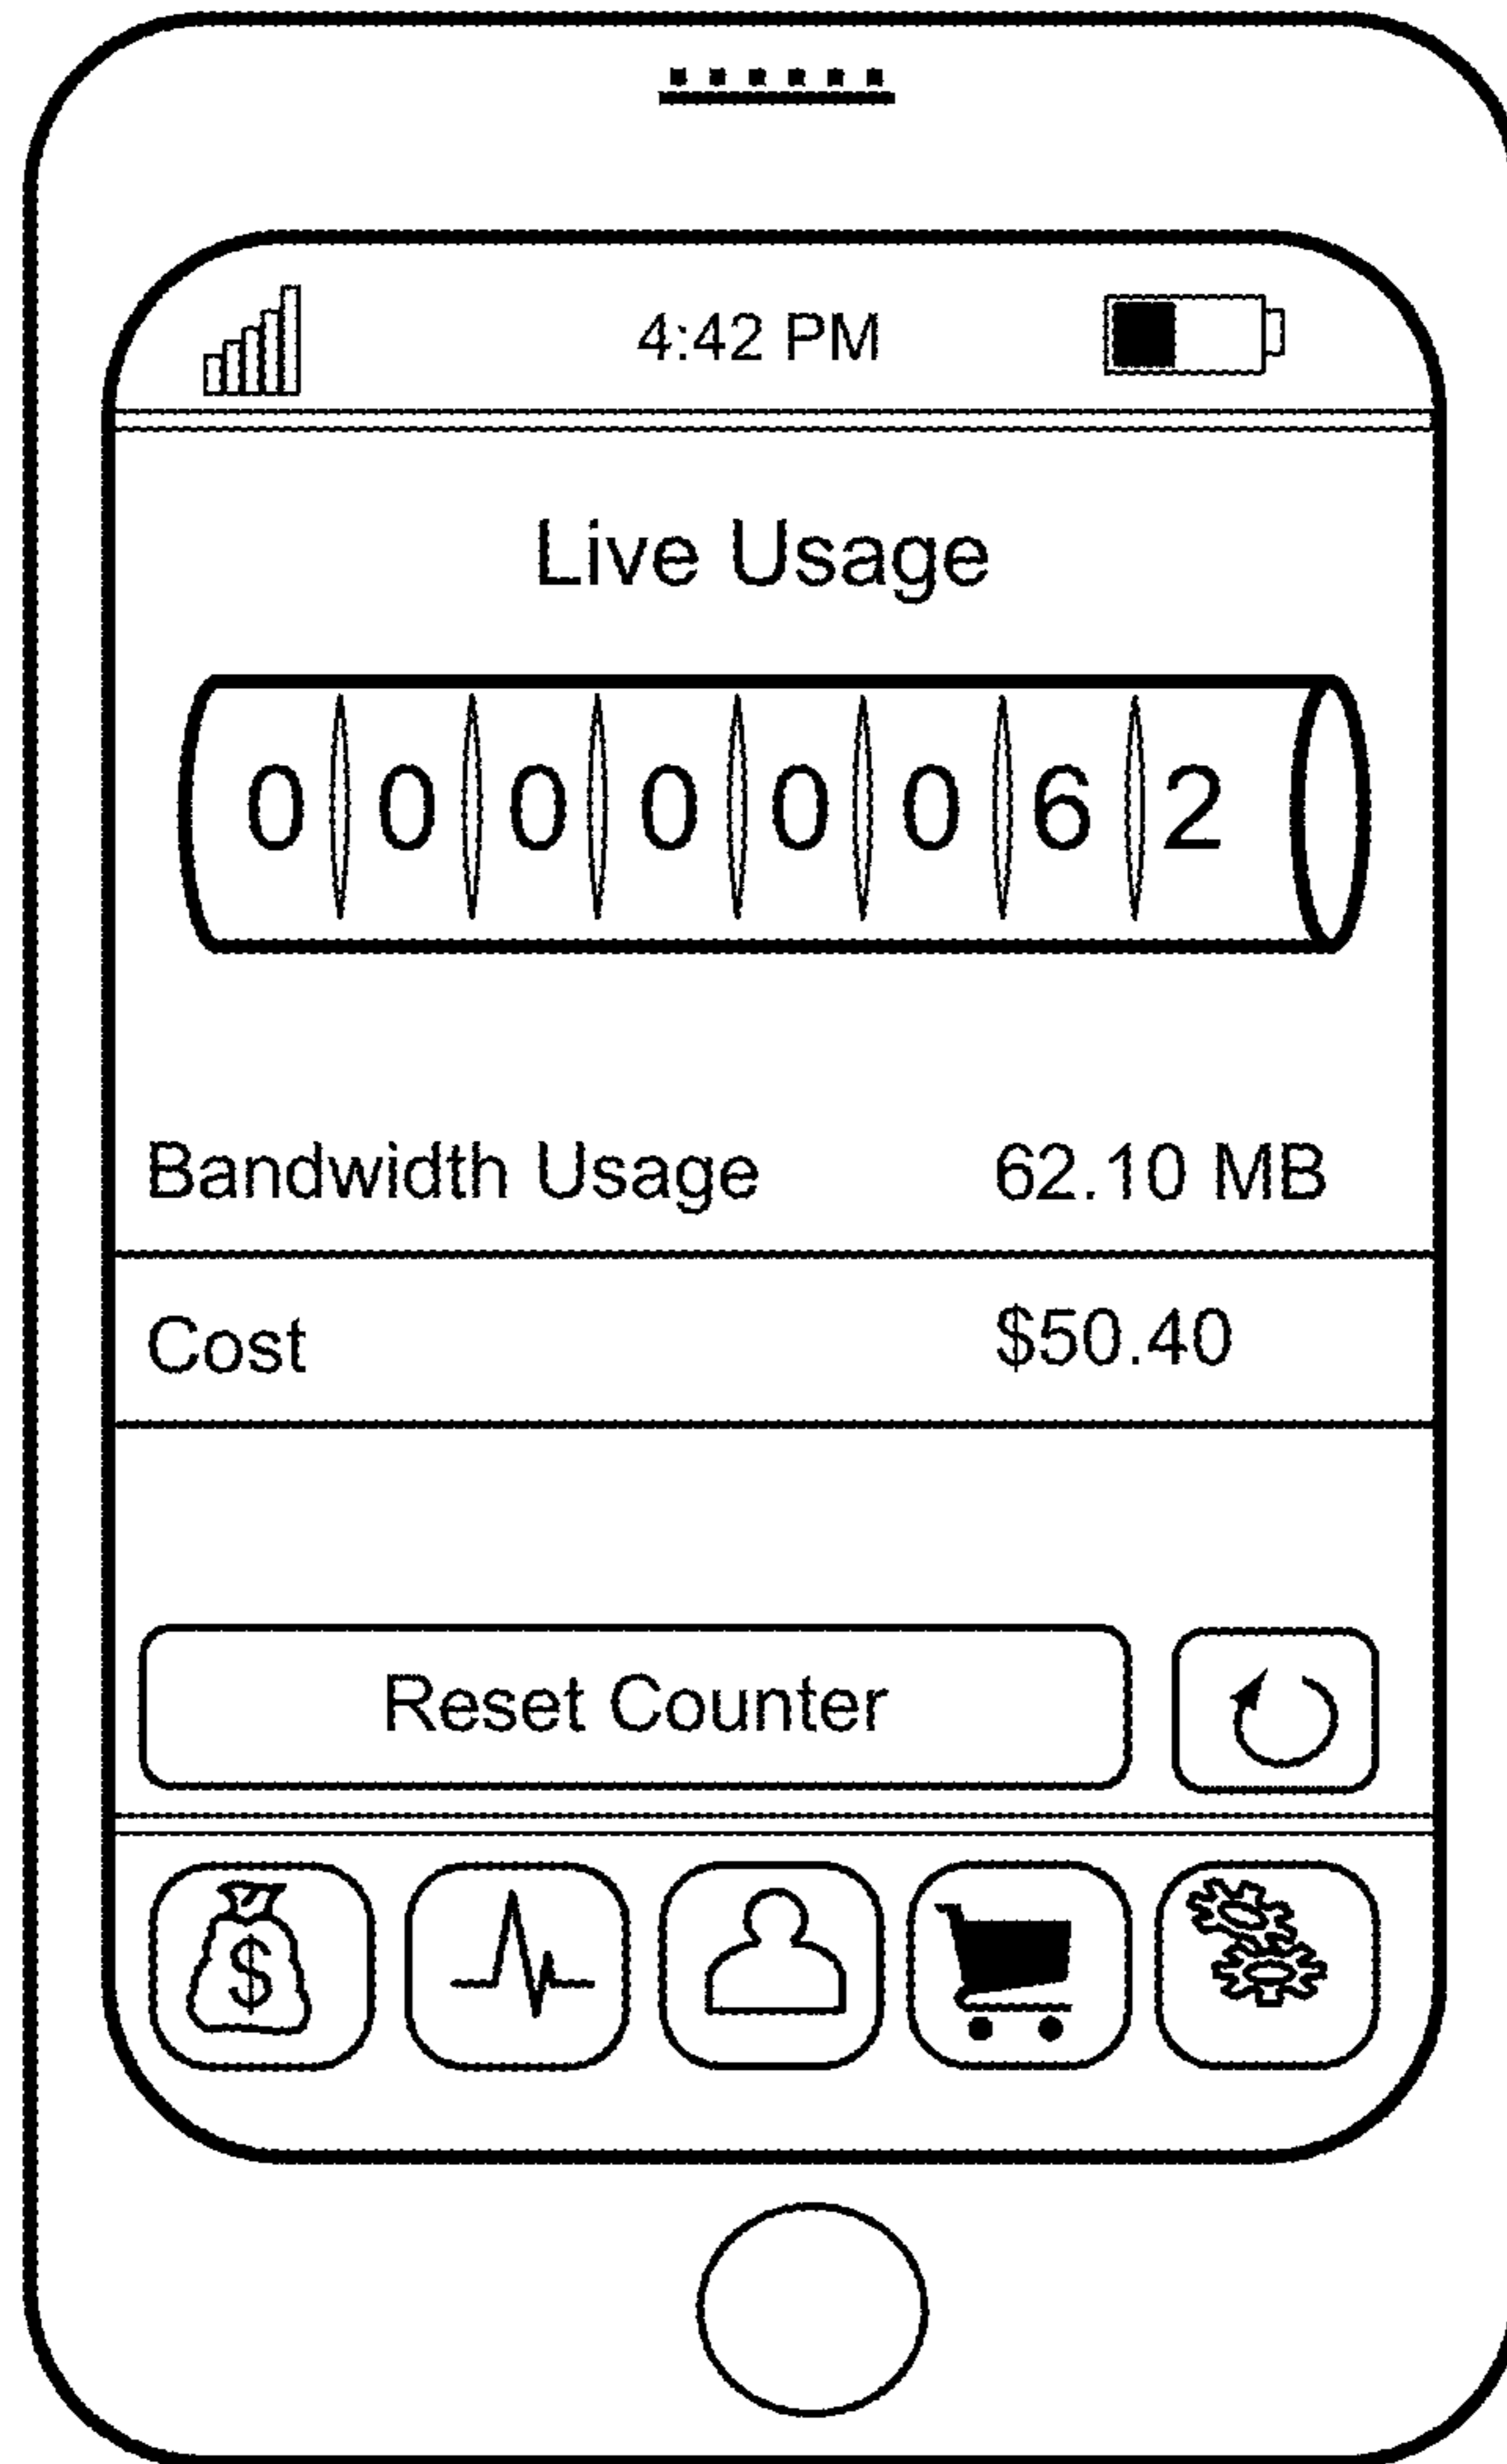 4:42 PM
Live Usage
0 0 0 0 0 0 6 2
Bandwidth Usage 62.10 MB
Cost $50.40
Reset Counter
$